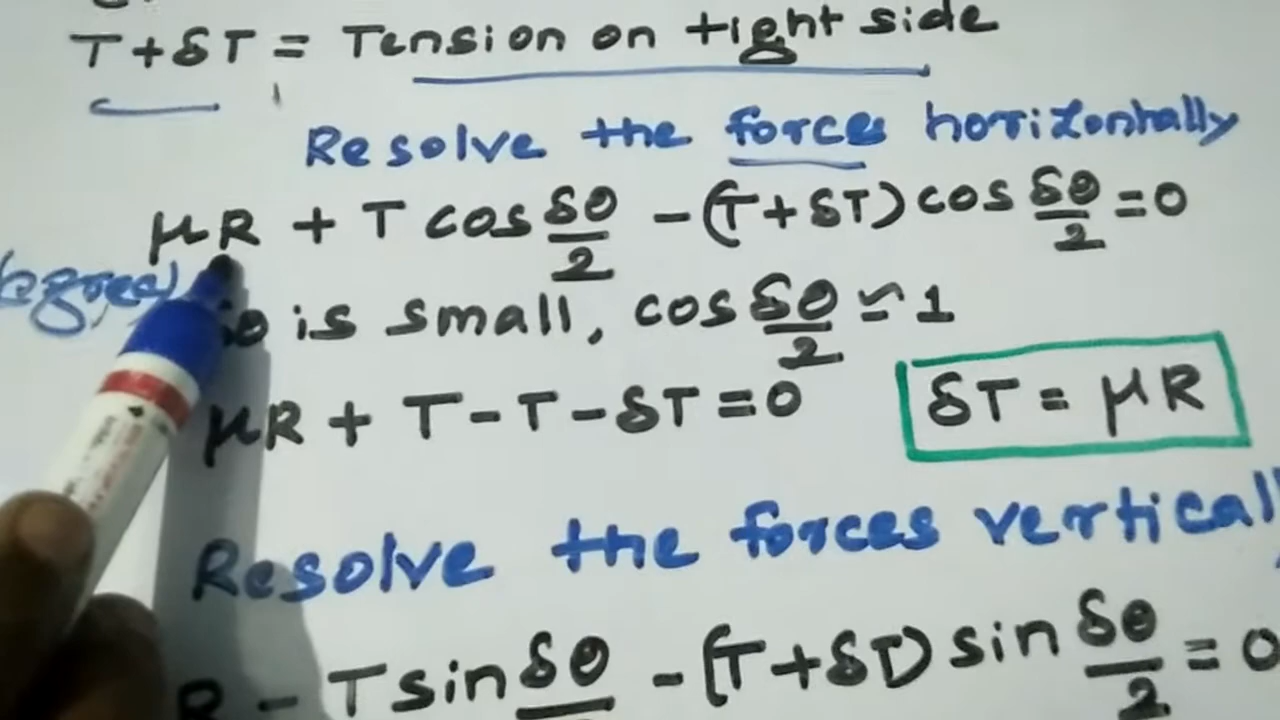 T + δT = Tension on tight side
Resolve the forces horizontally
μR + T cos δθ/2 - (T + δT) cos δθ/2 = 0
is small, cos δθ/2 ≃ 1
μR + T - T - δT = 0
δT = μR
Resolve the forces
R - T sin δθ - (T + δT) sin δθ/2 = 0